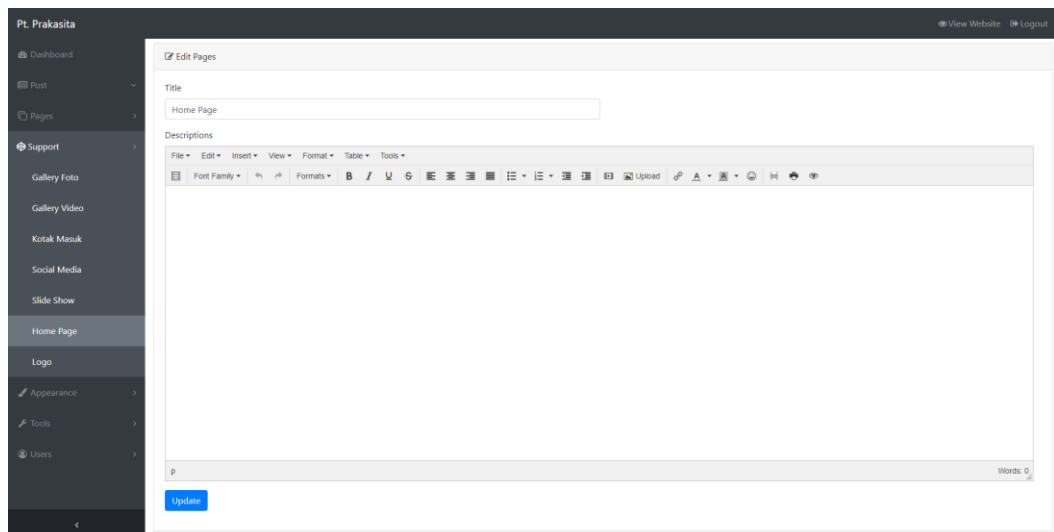 Pt. Prakasita
View Website Logout
Dashboard
Post
Pages
Support
Gallery Foto
Gallery Video
Kotak Masuk
Social Media
Slide Show
Home Page
Logo
Appearance
Tools
Users
Edit Pages
Title
Home Page
Descriptions
File Edit Insert View Format Table Tools
Font Family Formats B I U S Upload A A
p Words: 0
Update